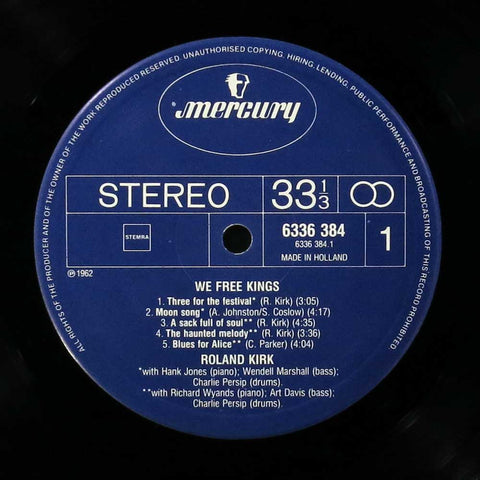 ALL RIGHTS OF THE PRODUCER AND OF THE OWNER OF THE WORK REPRODUCED RESERVED. UNAUTHORISED COPYING, HIRING, LENDING, PUBLIC PERFORMANCE AND BROADCASTING OF THIS RECORD PROHIBITED
mercury
STEREO 33 1/3
STEMRA
6336 384
6336 384.1
MADE IN HOLLAND
1
℗ 1962
WE FREE KINGS
1. Three for the festival* (R. Kirk) (3:05)
2. Moon song* (A. Johnston/S. Coslow) (4:17)
3. A sack full of soul** (R. Kirk) (4:35)
4. The haunted melody** (R. Kirk) (3:36)
5. Blues for Alice** (C. Parker) (4:04)
ROLAND KIRK
*with Hank Jones (piano); Wendell Marshall (bass);
Charlie Persip (drums).
**with Richard Wyands (piano); Art Davis (bass);
Charlie Persip (drums).